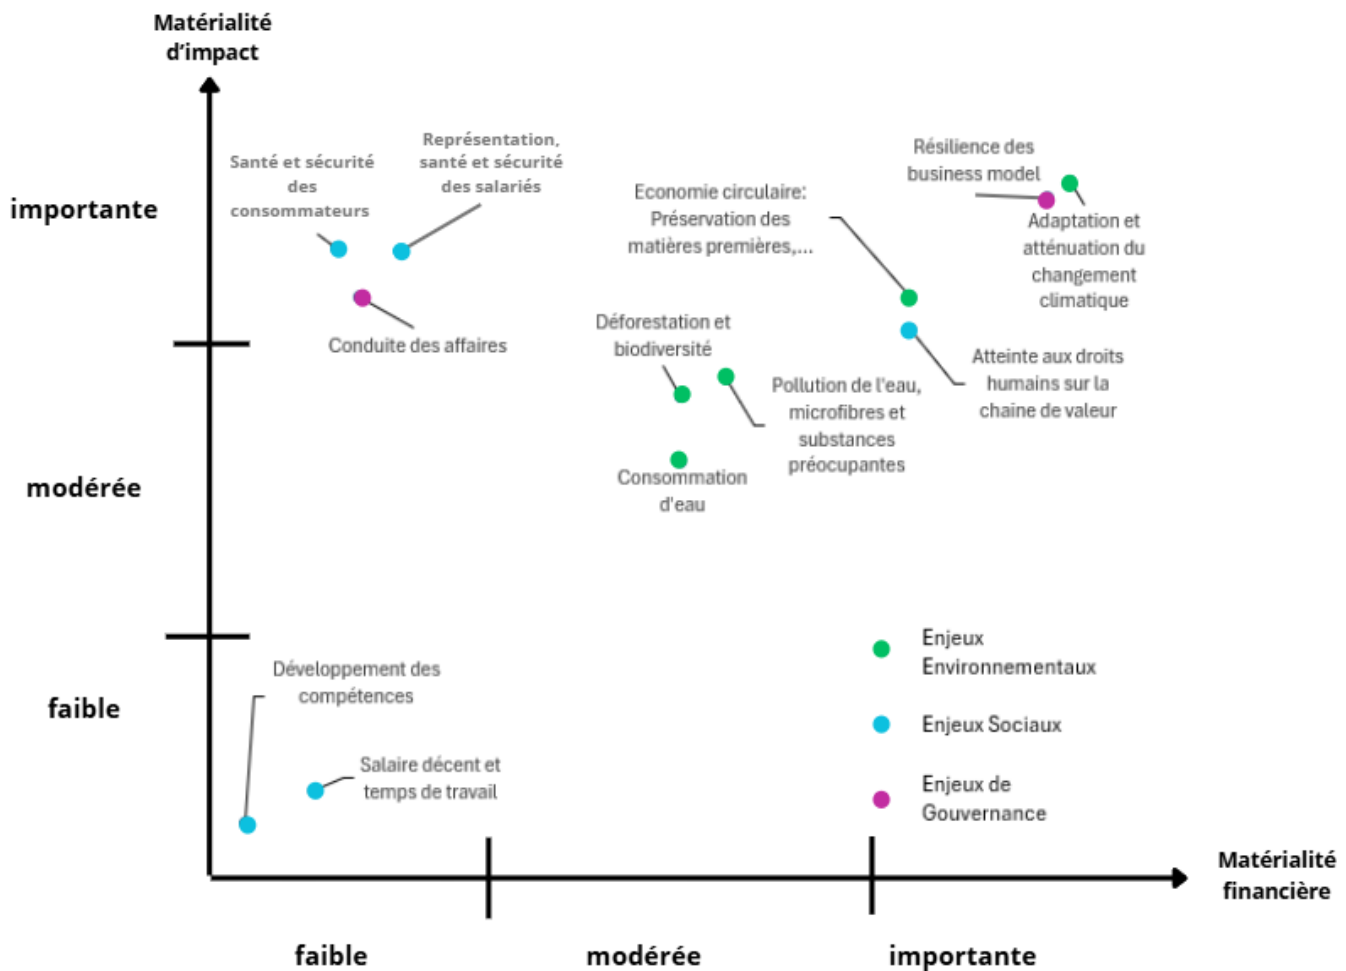 Matérialité
d’impact
Représentation,
santé et sécurité
des salariés
Santé et sécurité
des
consommateurs
Résilience des
business model
Economie circulaire:
Préservation des
matières premières,...
importante
Adaptation et
atténuation du
changement
climatique
Déforestation et
biodiversité
Conduite des affaires
Atteinte aux droits
humains sur la
chaine de valeur
Pollution de l'eau,
microfibres et
substances
préocupantes
modérée
Consommation
d'eau
Enjeux
Environnementaux
Développement des
compétences
faible
Enjeux Sociaux
Salaire décent et
temps de travail
Enjeux de
Gouvernance
Matérialité
financière
faible
modérée
importante